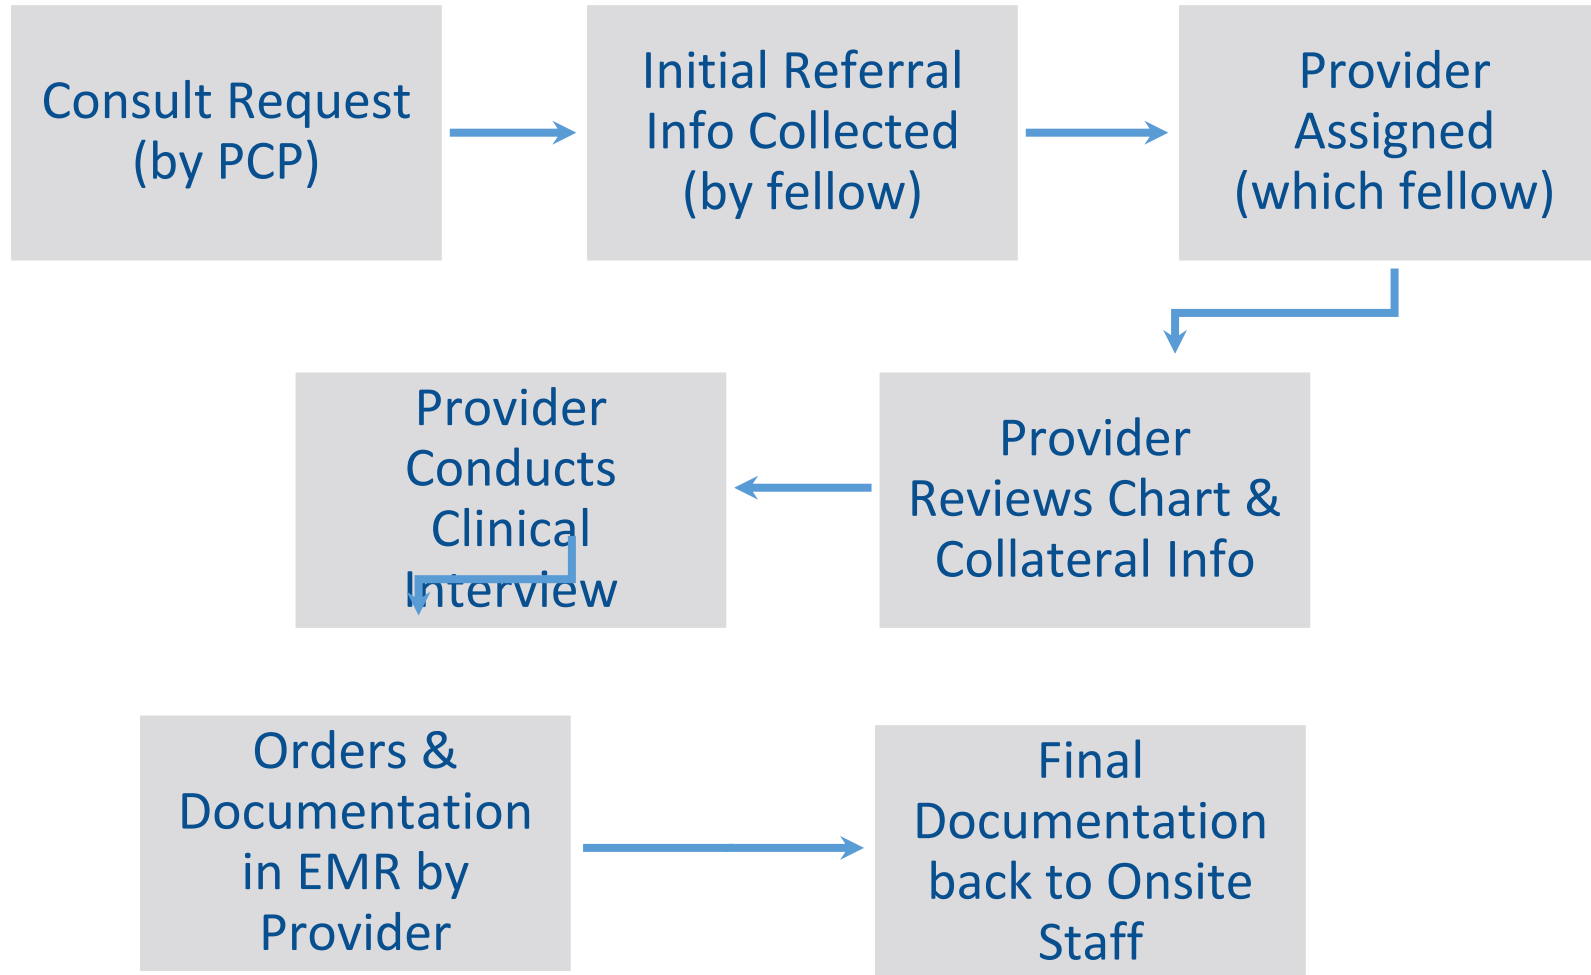 Consult Request
(by PCP)
Initial Referral
Info Collected
(by fellow)
Provider
Assigned
(which fellow)
Provider
Reviews Chart &
Collateral Info
Provider
Conducts
Clinical
Interview
Orders &
Documentation
in EMR by
Provider
Final
Documentation
back to Onsite
Staff